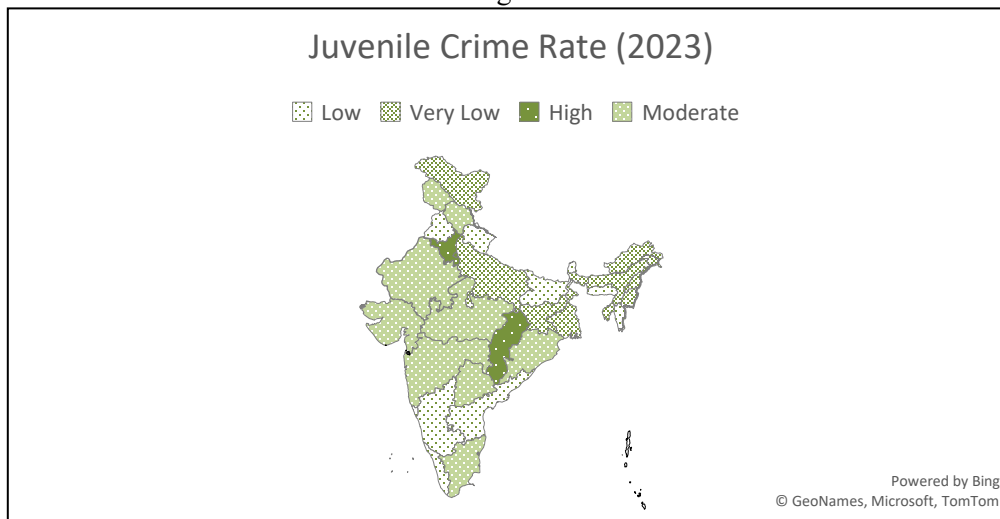 Juvenile Crime Rate (2023)
Low Very Low High Moderate
Powered by Bing
© GeoNames, Microsoft, TomTom